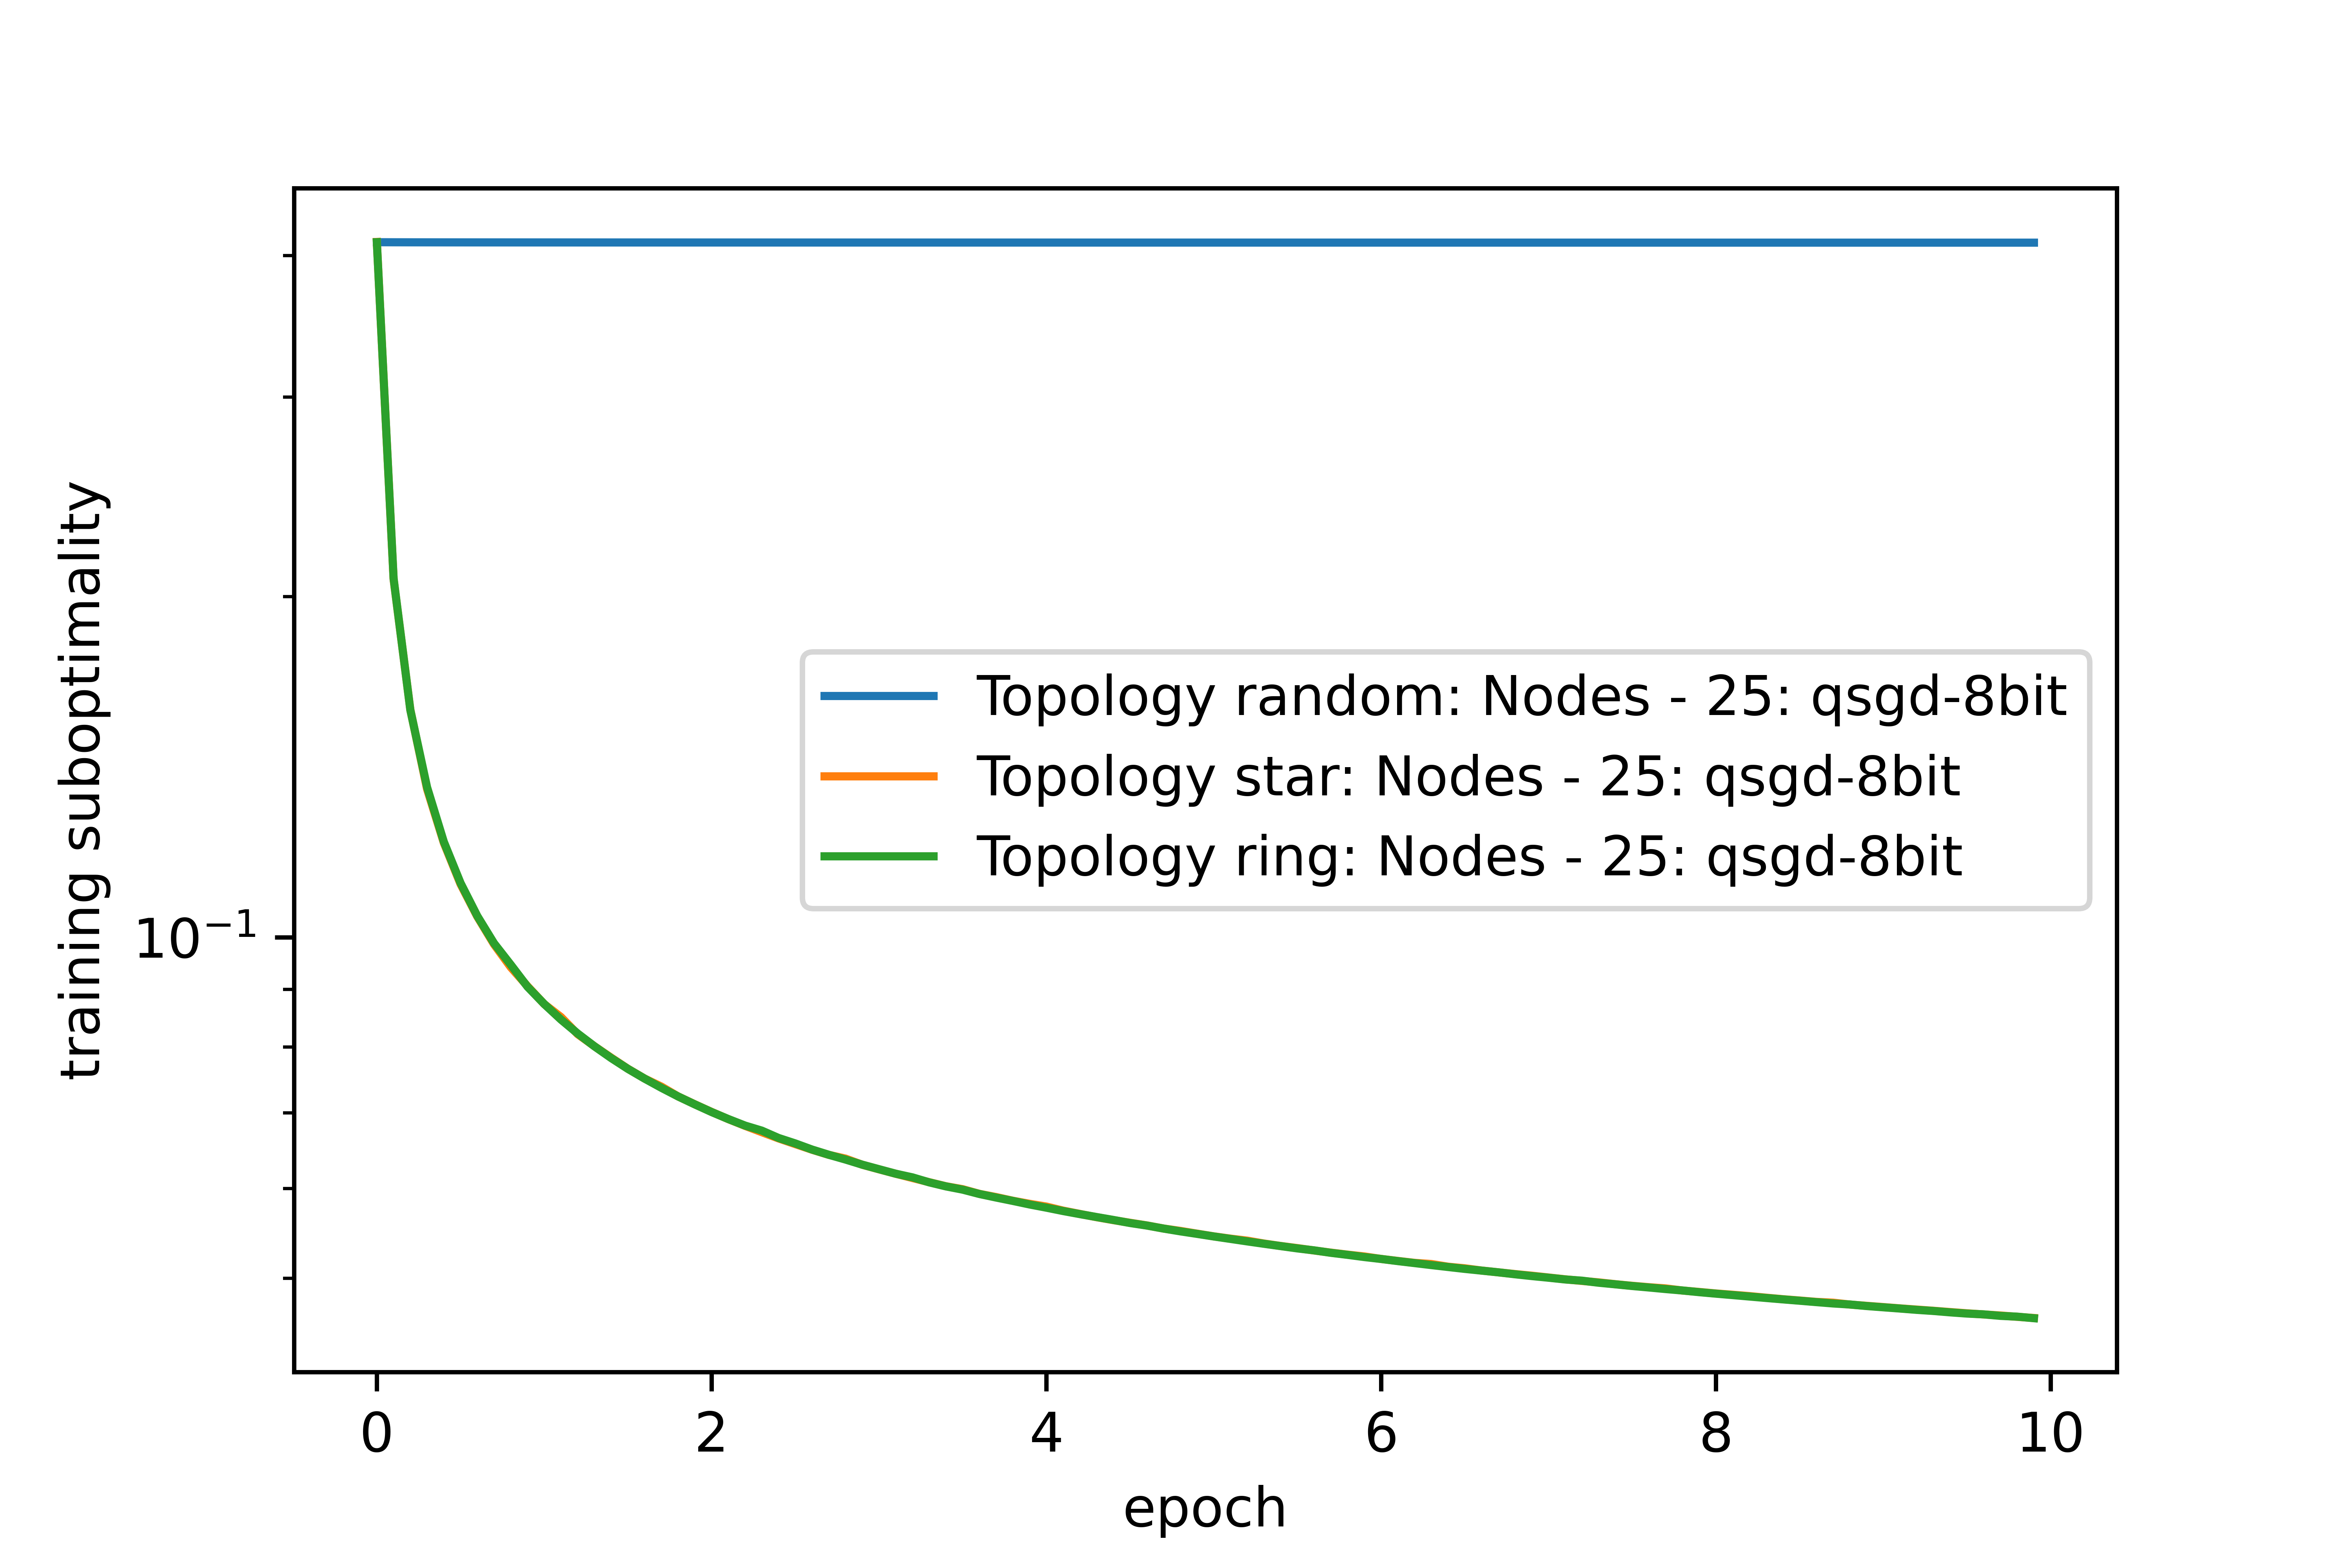 training suboptimality
10⁻¹
Topology random: Nodes - 25: qsgd-8bit
Topology star: Nodes - 25: qsgd-8bit
Topology ring: Nodes - 25: qsgd-8bit
0 2 4 6 8 10
epoch